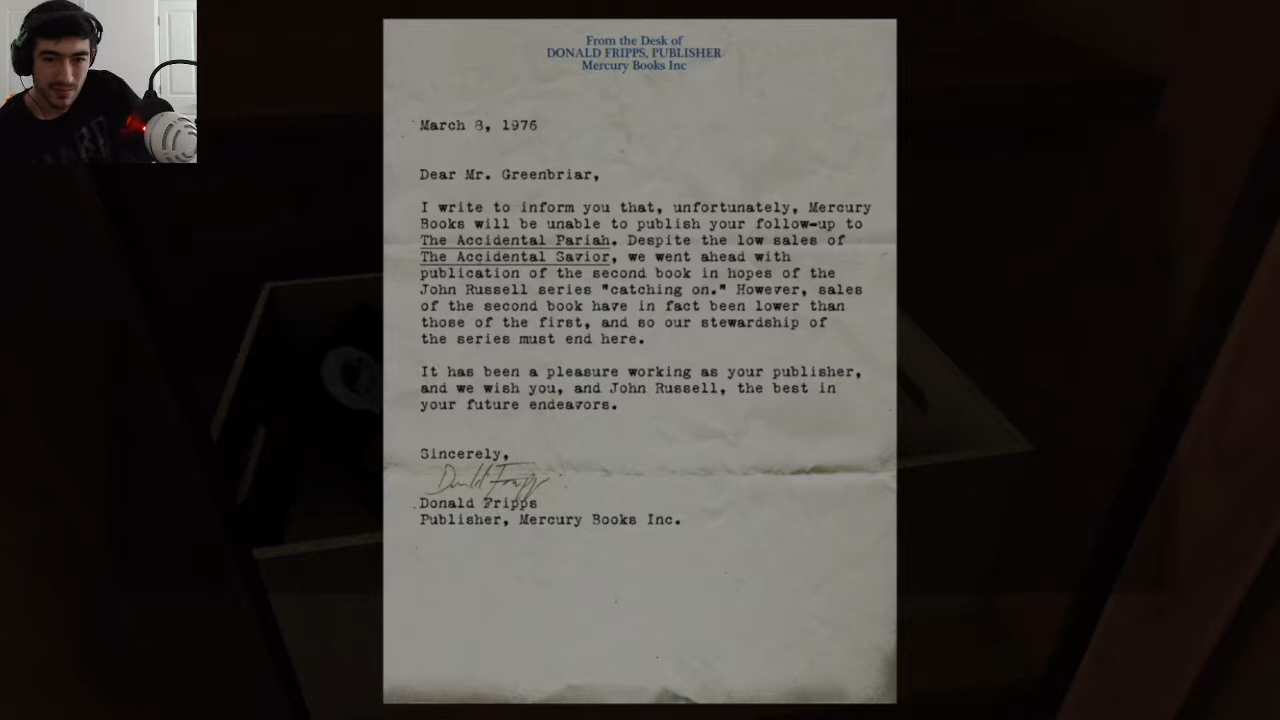 From the Desk of
DONALD FRIPPS, PUBLISHER
Mercury Books Inc
March 8, 1976
Dear Mr. Greenbriar,
I write to inform you that, unfortunately, Mercury
Books will be unable to publish your follow-up to
The Accidental Pariah. Despite the low sales of
The Accidental Savior, we went ahead with
publication of the second book in hopes of the
John Russell series "catching on." However, sales
of the second book have in fact been lower than
those of the first, and so our stewardship of
the series must end here.
It has been a pleasure working as your publisher,
and we wish you, and John Russell, the best in
your future endeavors.
Sincerely,
Donald Fripps
Donald Fripps
Publisher, Mercury Books Inc.